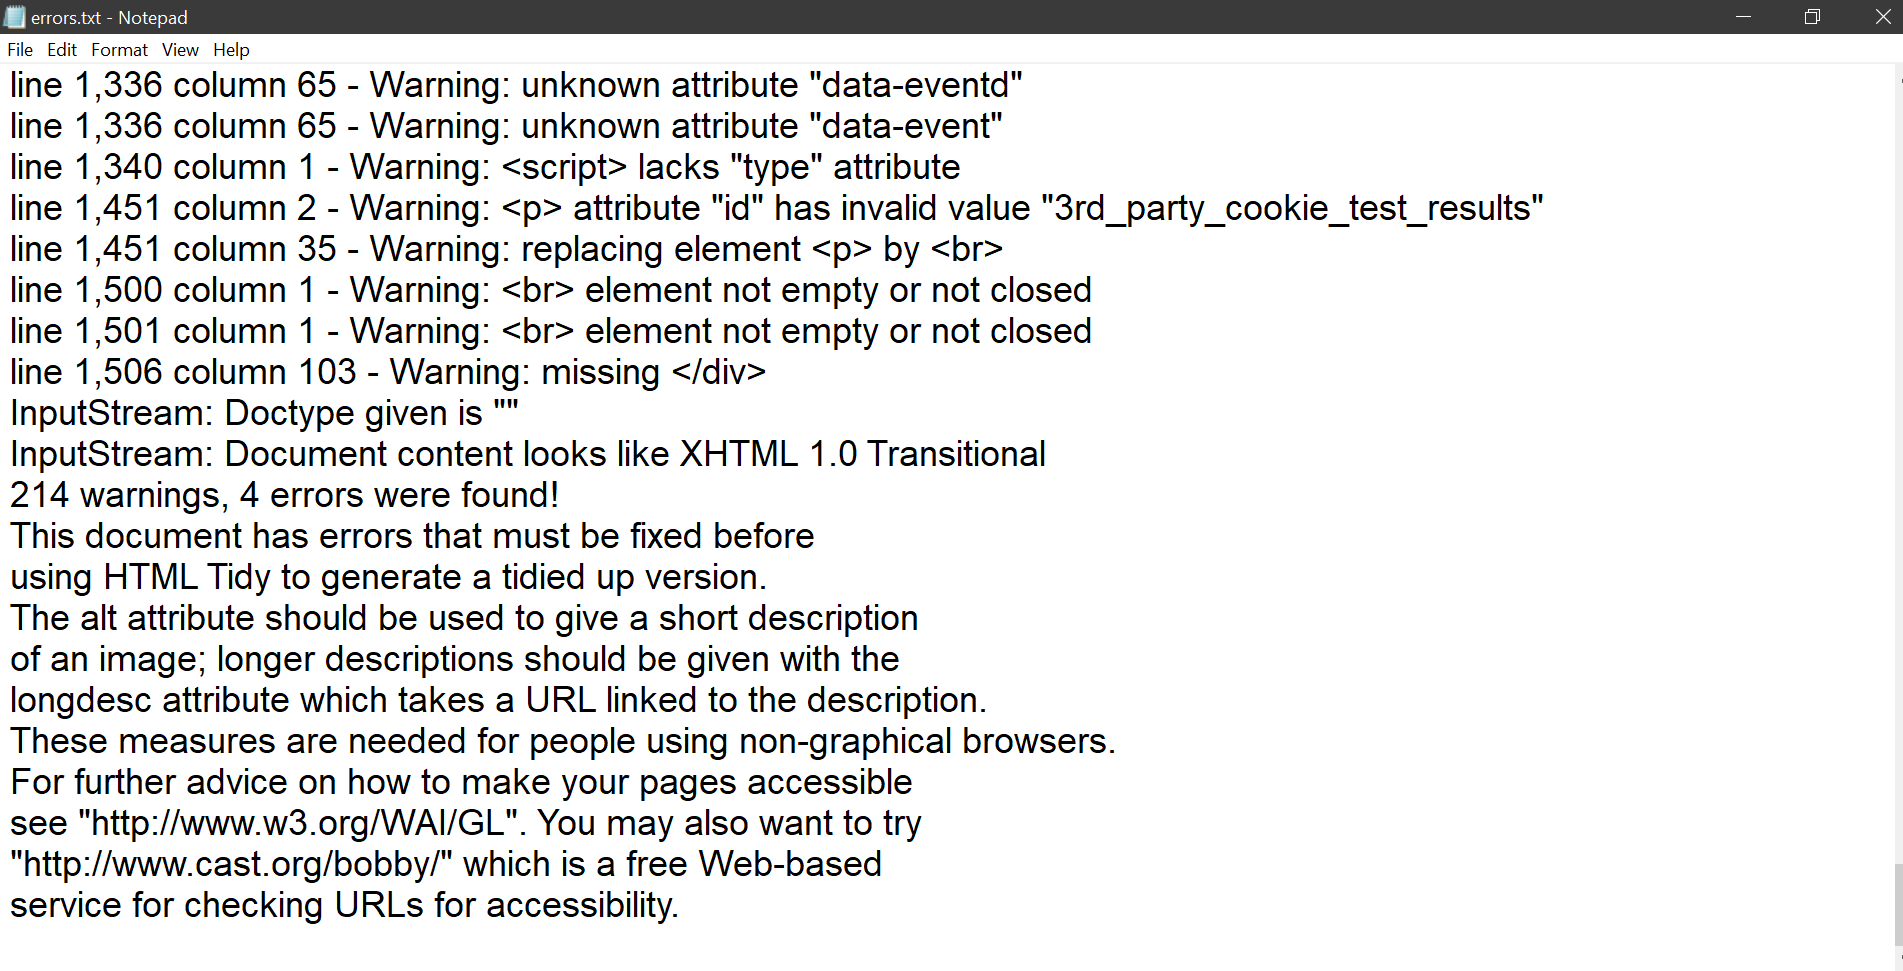 errors.txt - Notepad
File Edit Format View Help
line 1,336 column 65 - Warning: unknown attribute "data-eventd"
line 1,336 column 65 - Warning: unknown attribute "data-event"
line 1,340 column 1 - Warning: <script> lacks "type" attribute
line 1,451 column 2 - Warning: <p> attribute "id" has invalid value "3rd_party_cookie_test_results"
line 1,451 column 35 - Warning: replacing element <p> by <br>
line 1,500 column 1 - Warning: <br> element not empty or not closed
line 1,501 column 1 - Warning: <br> element not empty or not closed
line 1,506 column 103 - Warning: missing </div>
InputStream: Doctype given is ""
InputStream: Document content looks like XHTML 1.0 Transitional
214 warnings, 4 errors were found!
This document has errors that must be fixed before
using HTML Tidy to generate a tidied up version.
The alt attribute should be used to give a short description
of an image; longer descriptions should be given with the
longdesc attribute which takes a URL linked to the description.
These measures are needed for people using non-graphical browsers.
For further advice on how to make your pages accessible
see "http://www.w3.org/WAI/GL". You may also want to try
"http://www.cast.org/bobby/" which is a free Web-based
service for checking URLs for accessibility.